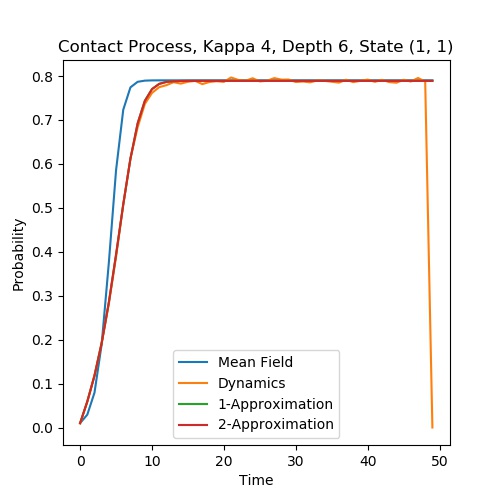 Contact Process, Kappa 4, Depth 6, State (1, 1)
0.8
0.7
0.6
0.5
0.4
0.3
0.2
0.1
0.0
Probability
Mean Field
Dynamics
1-Approximation
2-Approximation
0 10 20 30 40 50
Time